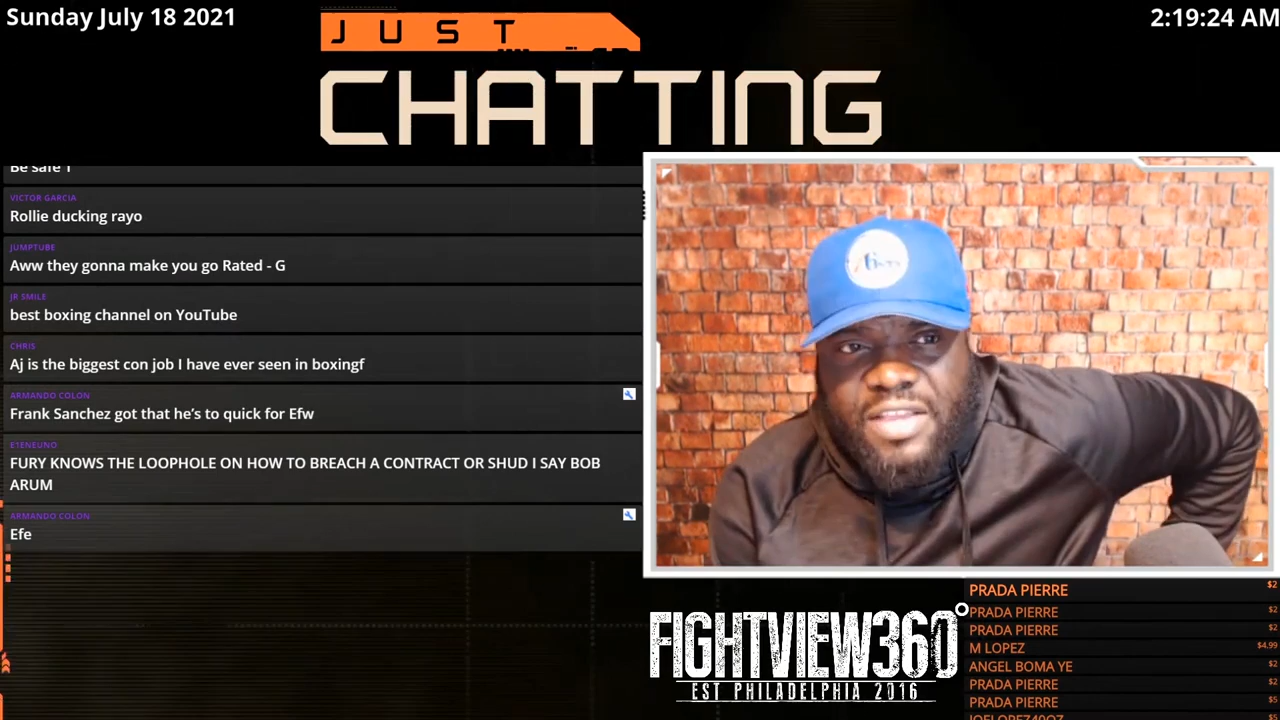 Sunday July 18 2021
JUST
2:19:24 AM
CHATTING
Be safe
VICTOR GARCIA
Rollie ducking rayo
JUMPTUBE
Aww they gonna make you go Rated - G
JR SMILE
best boxing channel on YouTube
CHRIS
Aj is the biggest con job I have ever seen in boxingf
ARMANDO COLON
Frank Sanchez got that he's to quick for Efw
E1ENEUNO
FURY KNOWS THE LOOPHOLE ON HOW TO BREACH A CONTRACT OR SHUD I SAY BOB
ARUM
ARMANDO COLON
Efe
FIGHTVIEW360°
EST PHILADELPHIA 2016
PRADA PIERRE $2
PRADA PIERRE $2
PRADA PIERRE $2
M LOPEZ $4.99
ANGEL BOMA YE $2
PRADA PIERRE $2
PRADA PIERRE $5